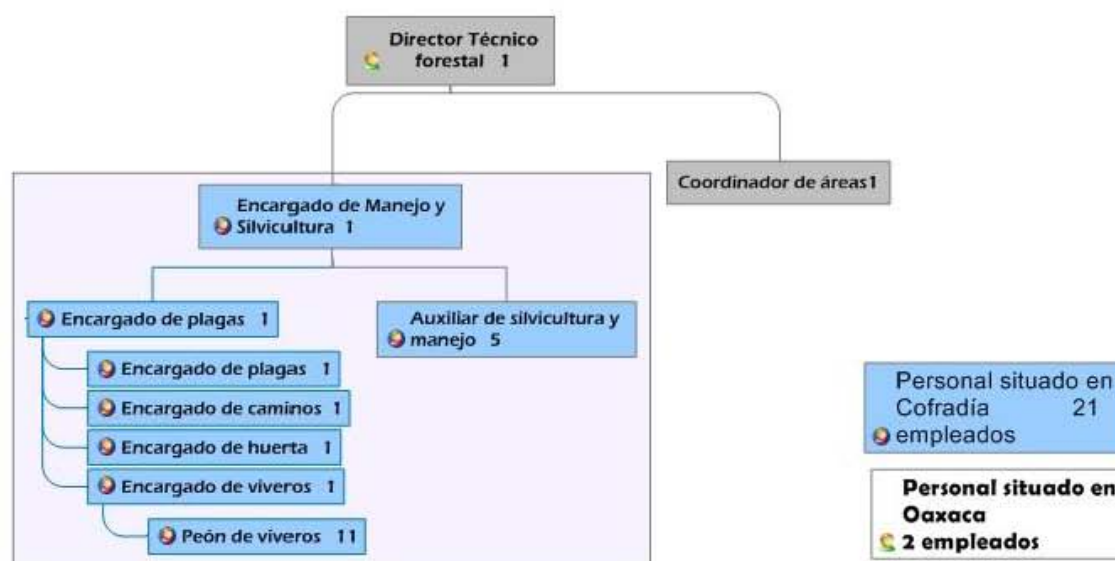 Director Técnico
forestal 1
Coordinador de áreas1
Encargado de Manejo y
Silvicultura 1
Encargado de plagas 1
Auxiliar de silvicultura y
manejo 5
Encargado de plagas 1
Encargado de caminos 1
Encargado de huerta 1
Encargado de viveros 1
Peón de viveros 11
Personal situado en
Cofradía 21
empleados
Personal situado en
Oaxaca
2 empleados